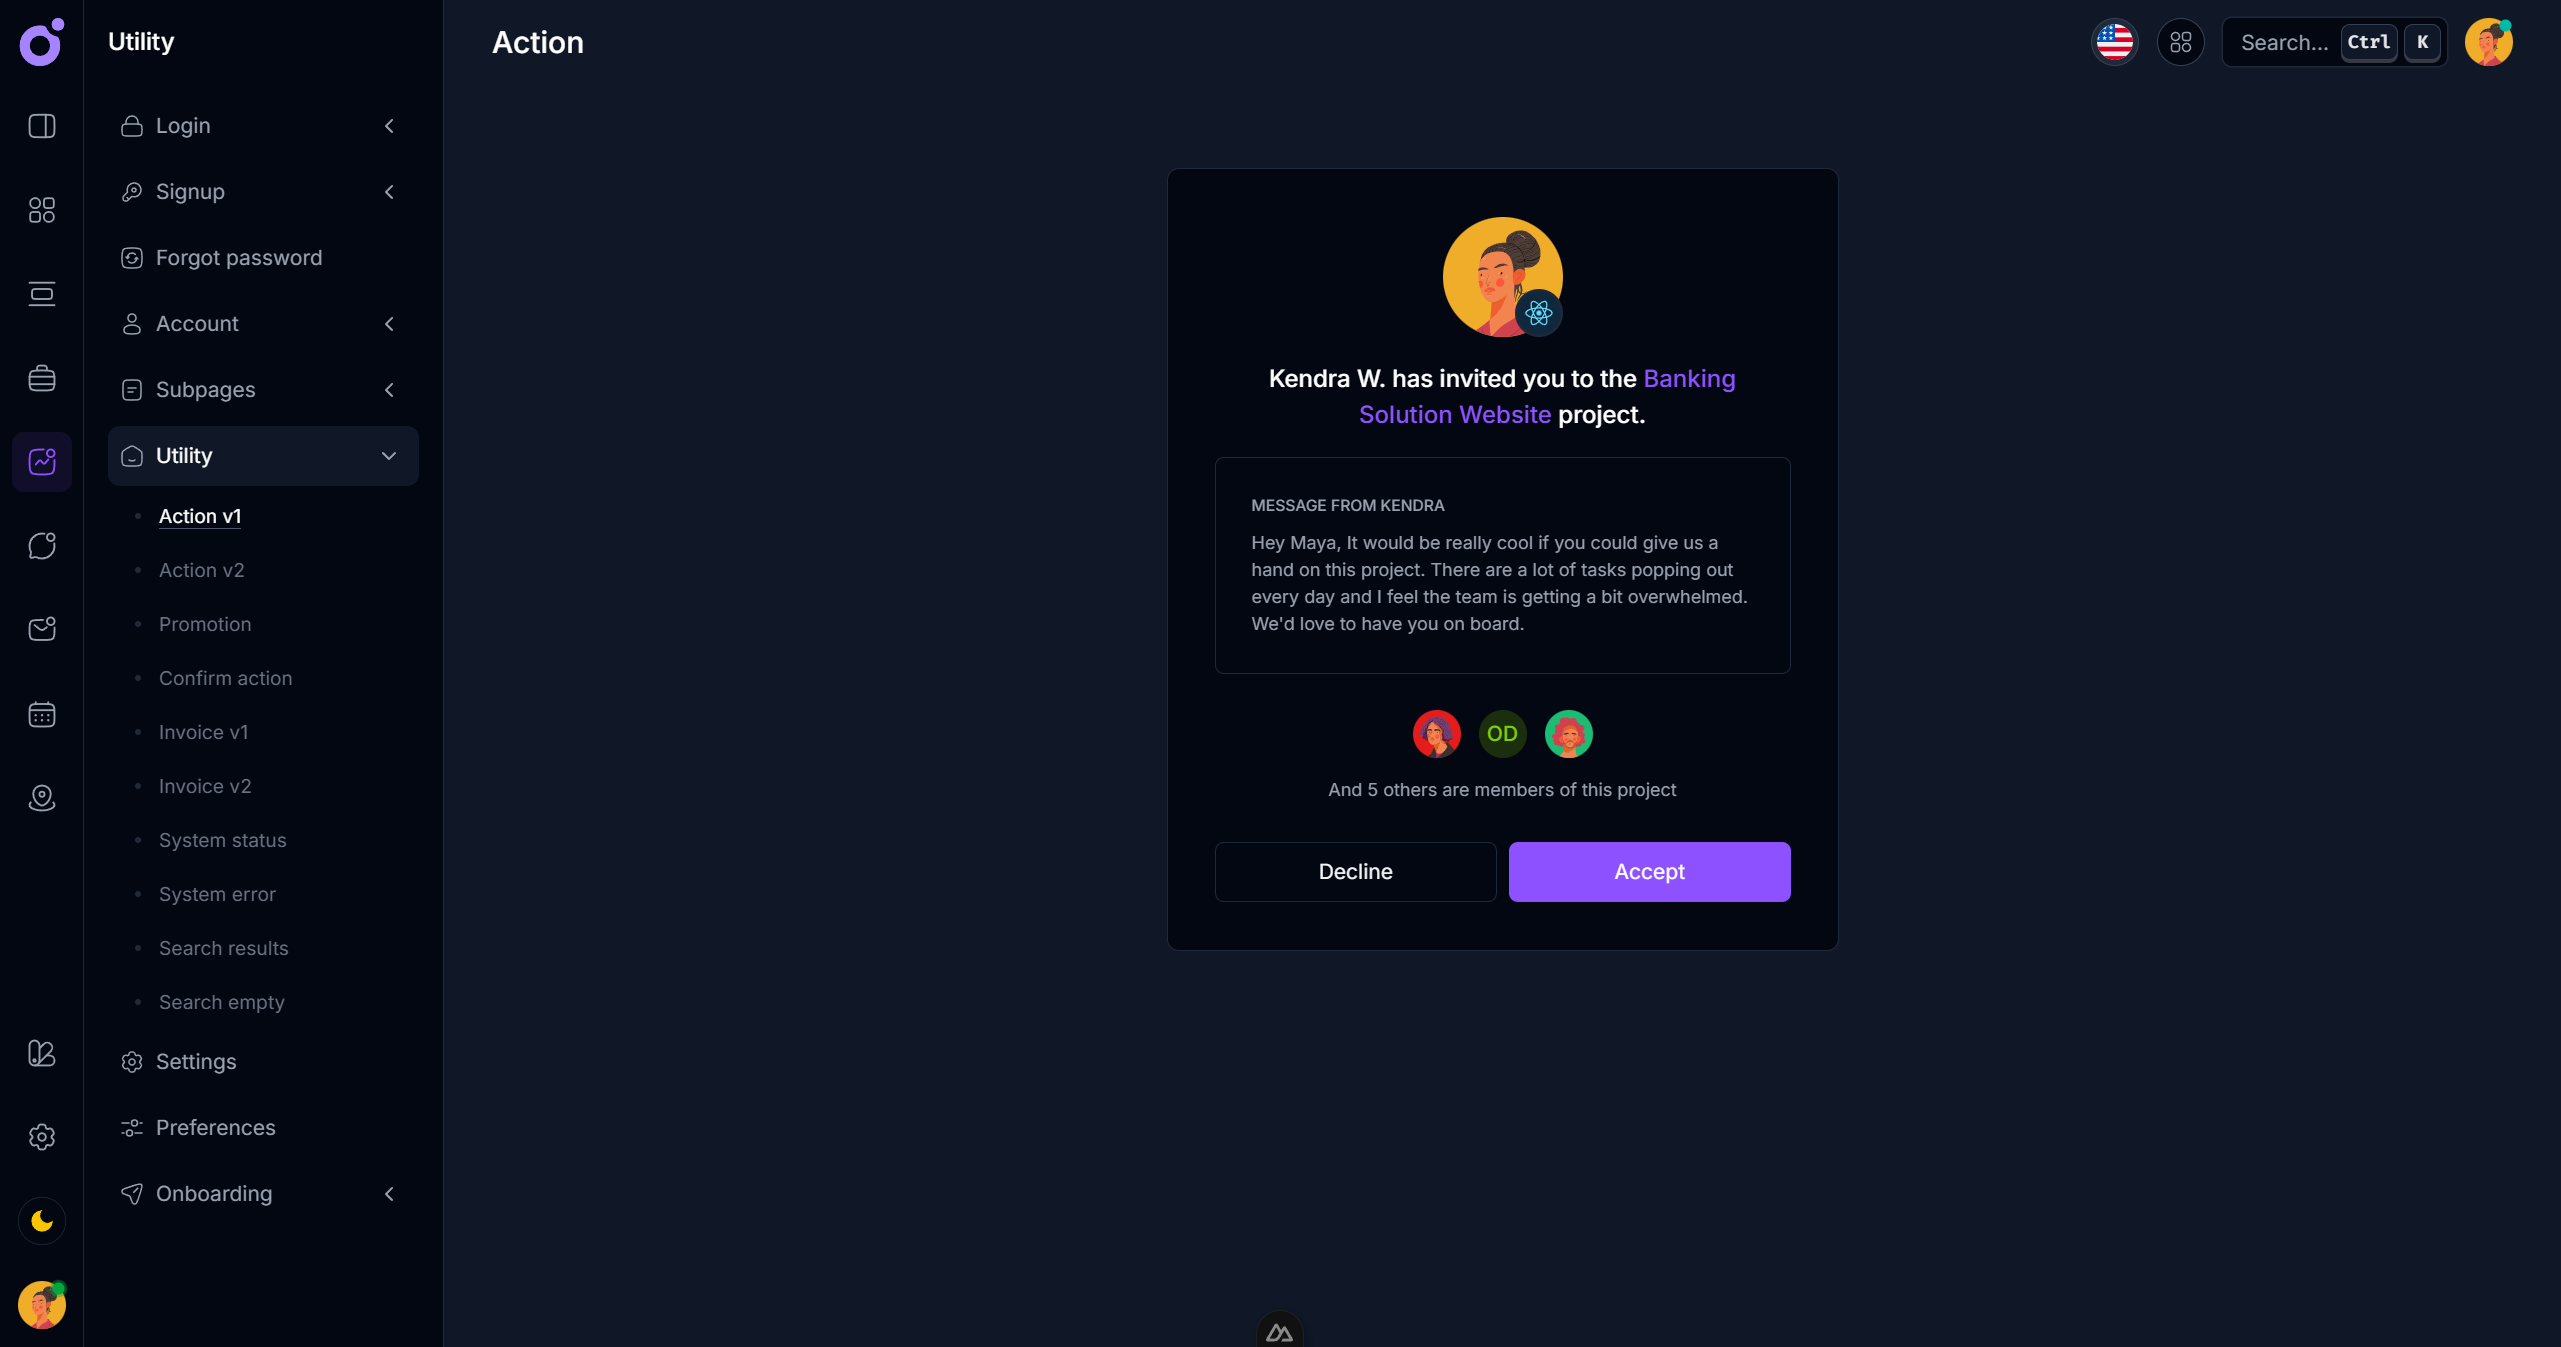 Utility
Login
Signup
Forgot password
Account
Subpages
Utility
Action v1
Action v2
Promotion
Confirm action
Invoice v1
Invoice v2
System status
System error
Search results
Search empty
Settings
Preferences
Onboarding
Action
Search... Ctrl K
Kendra W. has invited you to the Banking
Solution Website project.
MESSAGE FROM KENDRA
Hey Maya, It would be really cool if you could give us a
hand on this project. There are a lot of tasks popping out
every day and I feel the team is getting a bit overwhelmed.
We'd love to have you on board.
OD
And 5 others are members of this project
Decline
Accept